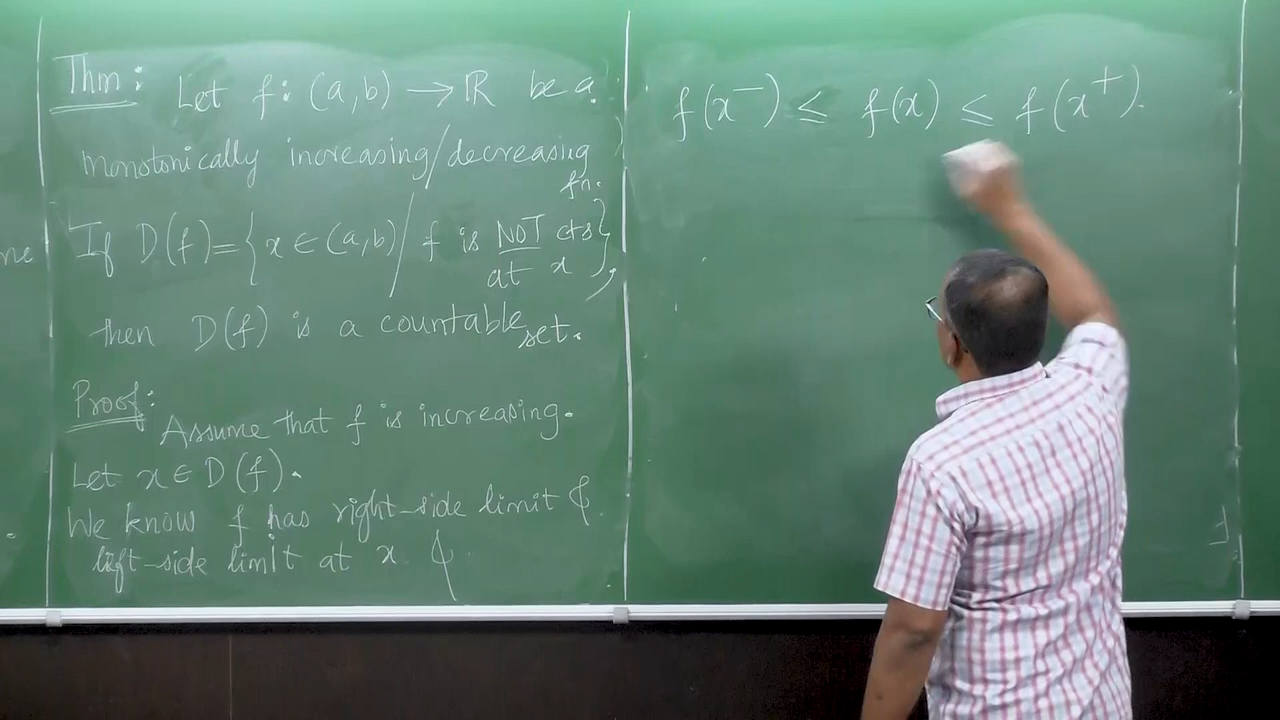 Thm: Let f: (a,b) → ℝ be a
monotonically increasing/decreasing
fn.
If D(f)={x ∈ (a,b)/ f is NOT cts
at x},
then D(f) is a countable set.
Proof:
Assume that f is increasing.
Let x ∈ D(f).
We know f has right-side limit &
left-side limit at x &
f(x⁻) ≤ f(x) ≤ f(x⁺).